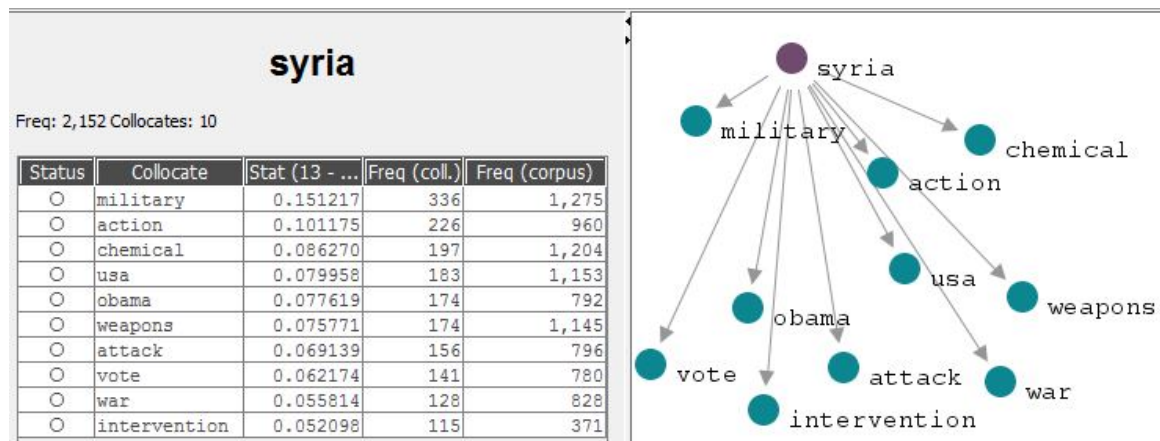 syria
Freq: 2,152 Collocates: 10
Status Collocate Stat (13 - ... Freq (coll.) Freq (corpus)
military 0.151217 336 1,275
action 0.101175 226 960
chemical 0.086270 197 1,204
usa 0.079958 183 1,153
obama 0.077619 174 792
weapons 0.075771 174 1,145
attack 0.069139 156 796
vote 0.062174 141 780
war 0.055814 128 828
intervention 0.052098 115 371
syria
military
chemical
action
usa
weapons
obama
vote
attack
war
intervention